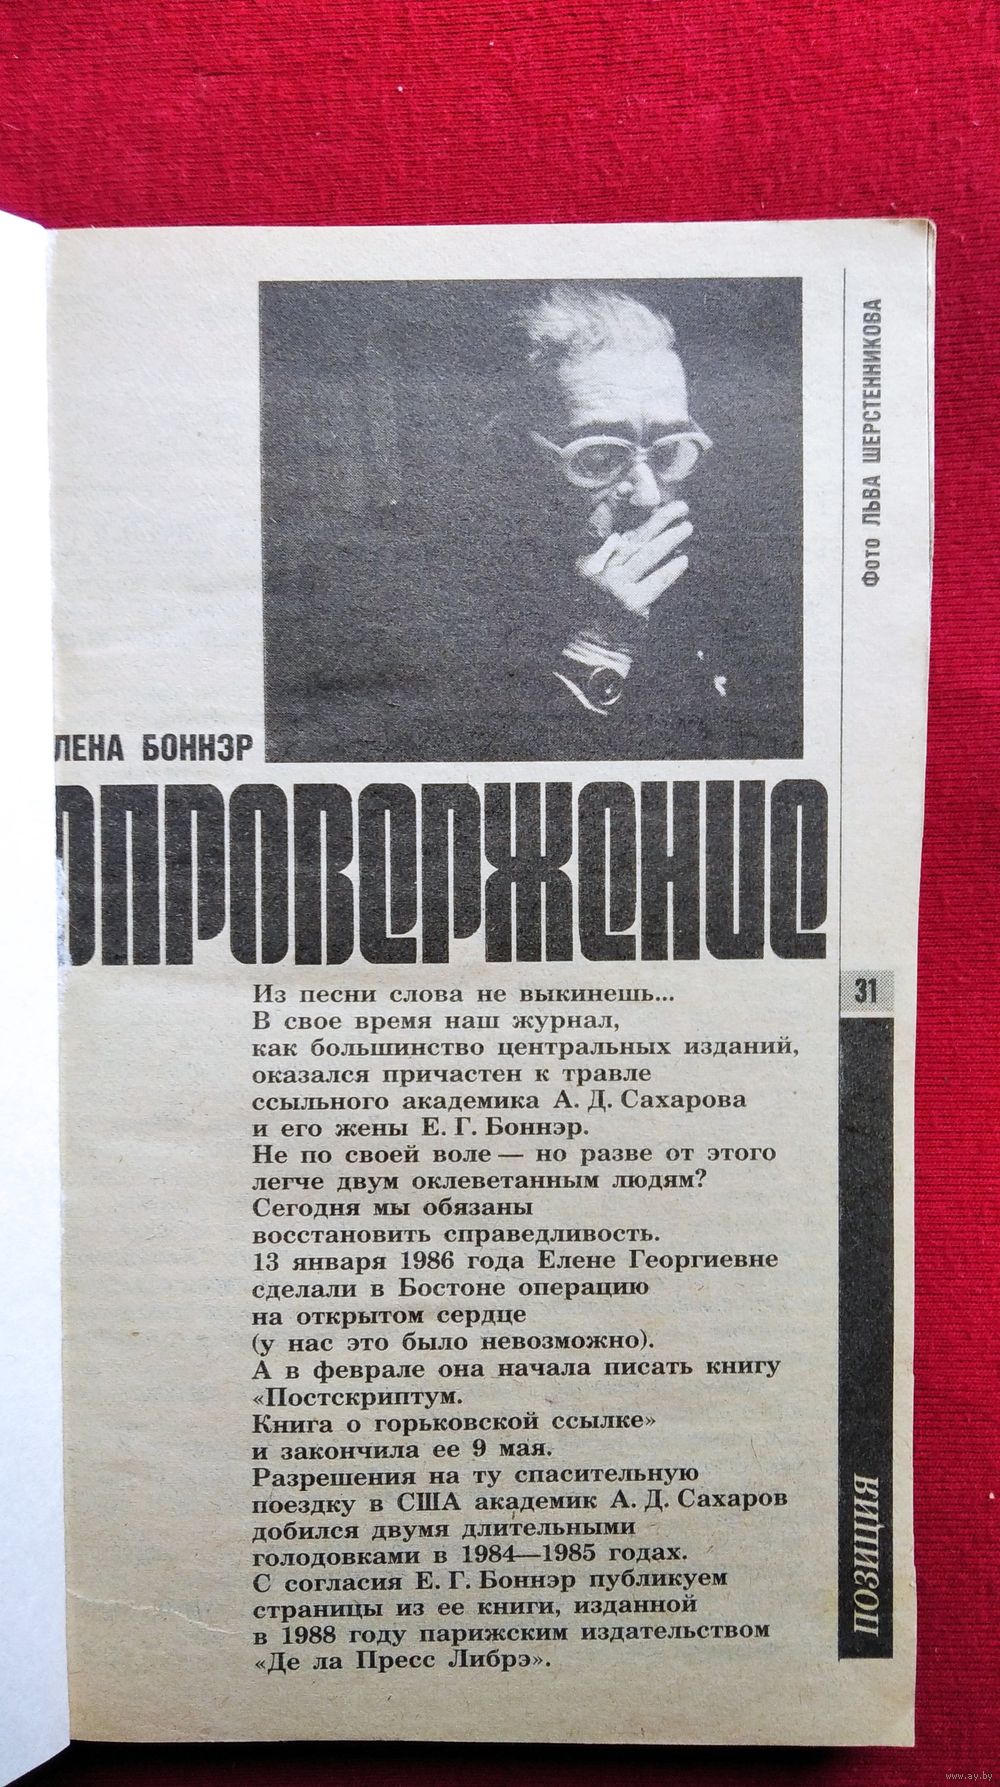 Фото ЛЬВА ШЕРСТЕННИКОВА
ЛЕНА БОННЭР
ОПРОВЕРЖЕНИЕ
Из песни слова не выкинешь...
В свое время наш журнал,
как большинство центральных изданий,
оказался причастен к травле
ссыльного академика А. Д. Сахарова
и его жены Е. Г. Боннэр.
Не по своей воле — но разве от этого
легче двум оклеветанным людям?
Сегодня мы обязаны
восстановить справедливость.
13 января 1986 года Елене Георгиевне
сделали в Бостоне операцию
на открытом сердце
(у нас это было невозможно).
А в феврале она начала писать книгу
«Постскриптум.
Книга о горьковской ссылке»
и закончила ее 9 мая.
Разрешения на ту спасительную
поездку в США академик А. Д. Сахаров
добился двумя длительными
голодовками в 1984—1985 годах.
С согласия Е. Г. Боннэр публикуем
страницы из ее книги, изданной
в 1988 году парижским издательством
«Де ла Пресс Либрэ».
31
ПОЗИЦИЯ
www.ay.by